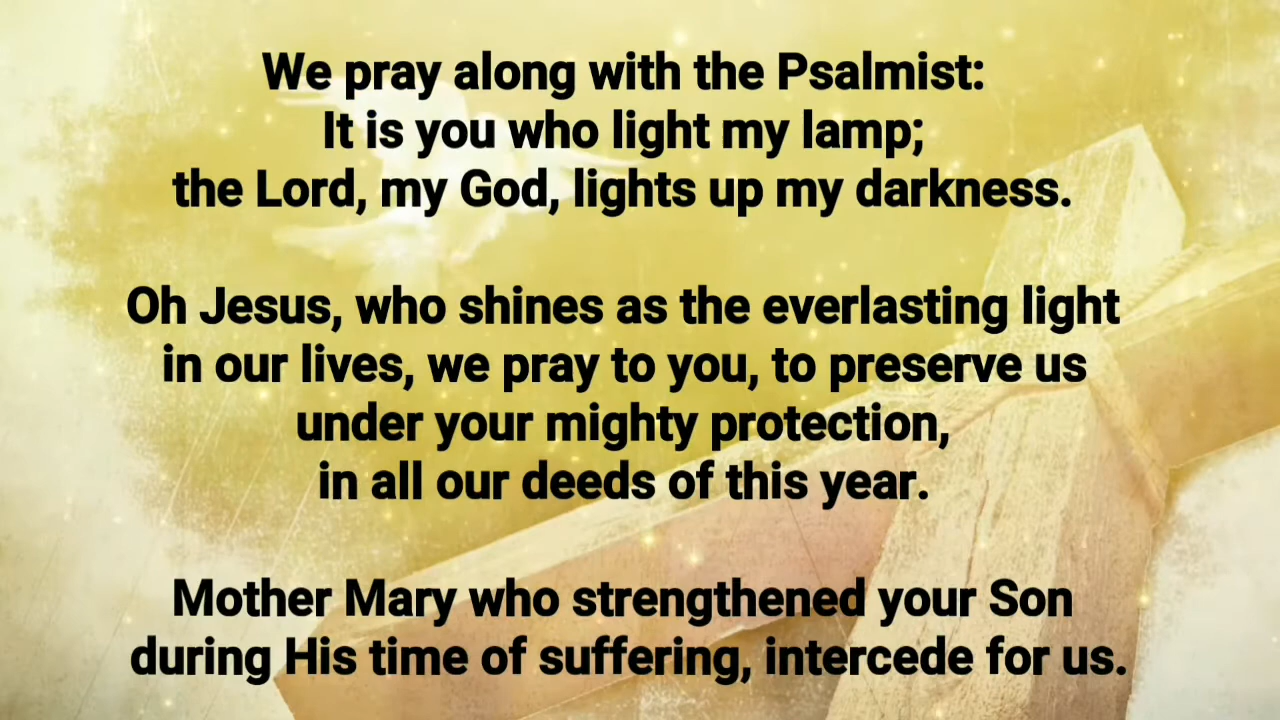 We pray along with the Psalmist:
It is you who light my lamp;
the Lord, my God, lights up my darkness.
Oh Jesus, who shines as the everlasting light
in our lives, we pray to you, to preserve us
under your mighty protection,
in all our deeds of this year.
Mother Mary who strengthened your Son
during His time of suffering, intercede for us.